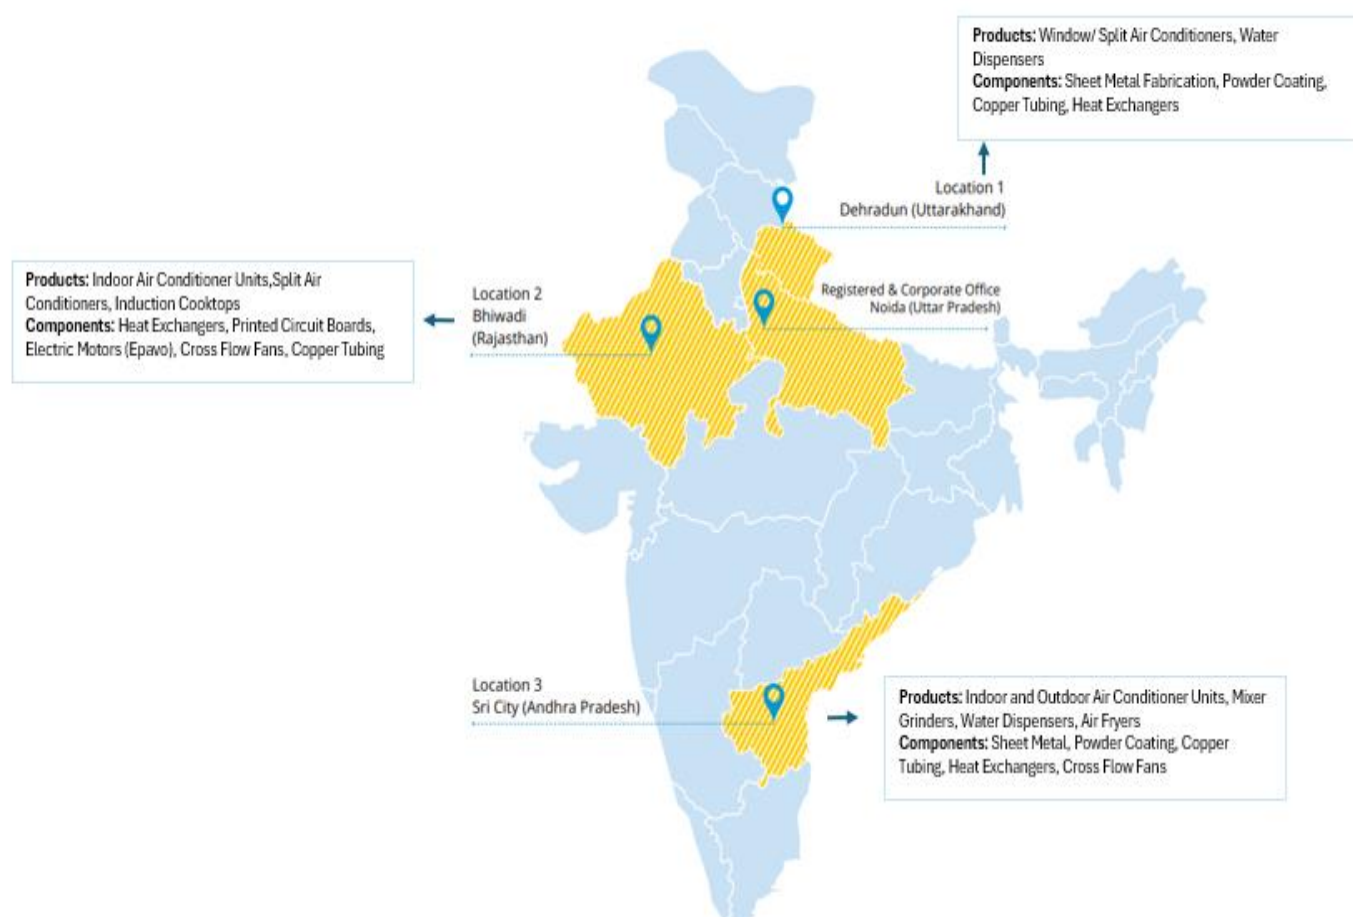 Products: Window/ Split Air Conditioners, Water
Dispensers
Components: Sheet Metal Fabrication, Powder Coating,
Copper Tubing, Heat Exchangers
Location 1
Dehradun (Uttarakhand)
Products: Indoor Air Conditioner Units,Split Air
Conditioners, Induction Cooktops
Components: Heat Exchangers, Printed Circuit Boards,
Electric Motors (Epavo), Cross Flow Fans, Copper Tubing
Location 2
Bhiwadi
(Rajasthan)
Registered & Corporate Office
Noida (Uttar Pradesh)
Location 3
Sri City (Andhra Pradesh)
Products: Indoor and Outdoor Air Conditioner Units, Mixer
Grinders, Water Dispensers, Air Fryers
Components: Sheet Metal, Powder Coating, Copper
Tubing, Heat Exchangers, Cross Flow Fans